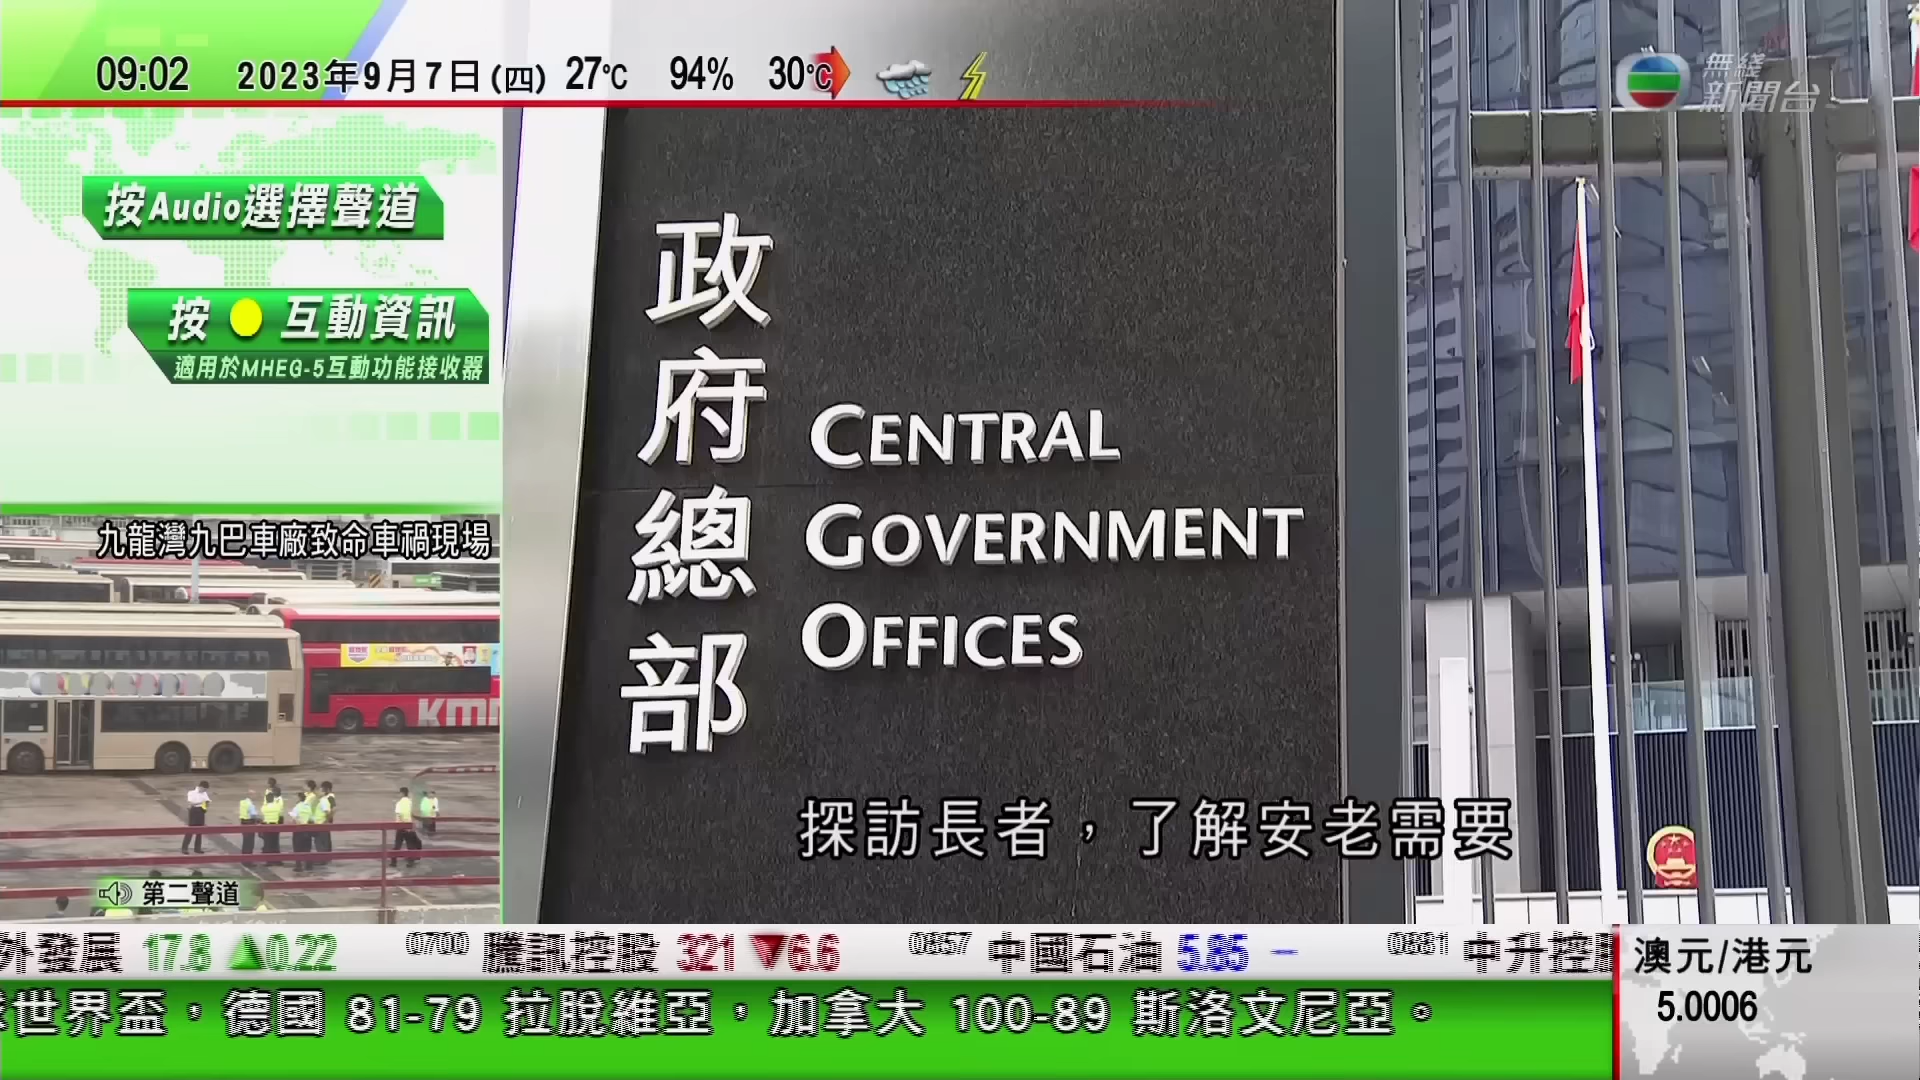 09:02 2023年9月7日(四) 27℃ 94% 30℃
無綫
新聞台
按Audio選擇聲道
按 互動資訊
適用於MHEG-5互動功能接收器
政府總部
CENTRAL
GOVERNMENT
OFFICES
九龍灣九巴車廠致命車禍現場
KM
第二聲道
探訪長者，了解安老需要
外發展 17.8 ▲0.22 0700 騰訊控股 321 ▼6.6 0857 中國石油 5.85 － 0881 中升控股
世界盃，德國 81-79 拉脫維亞，加拿大 100-89 斯洛文尼亞。
澳元/港元
5.0006